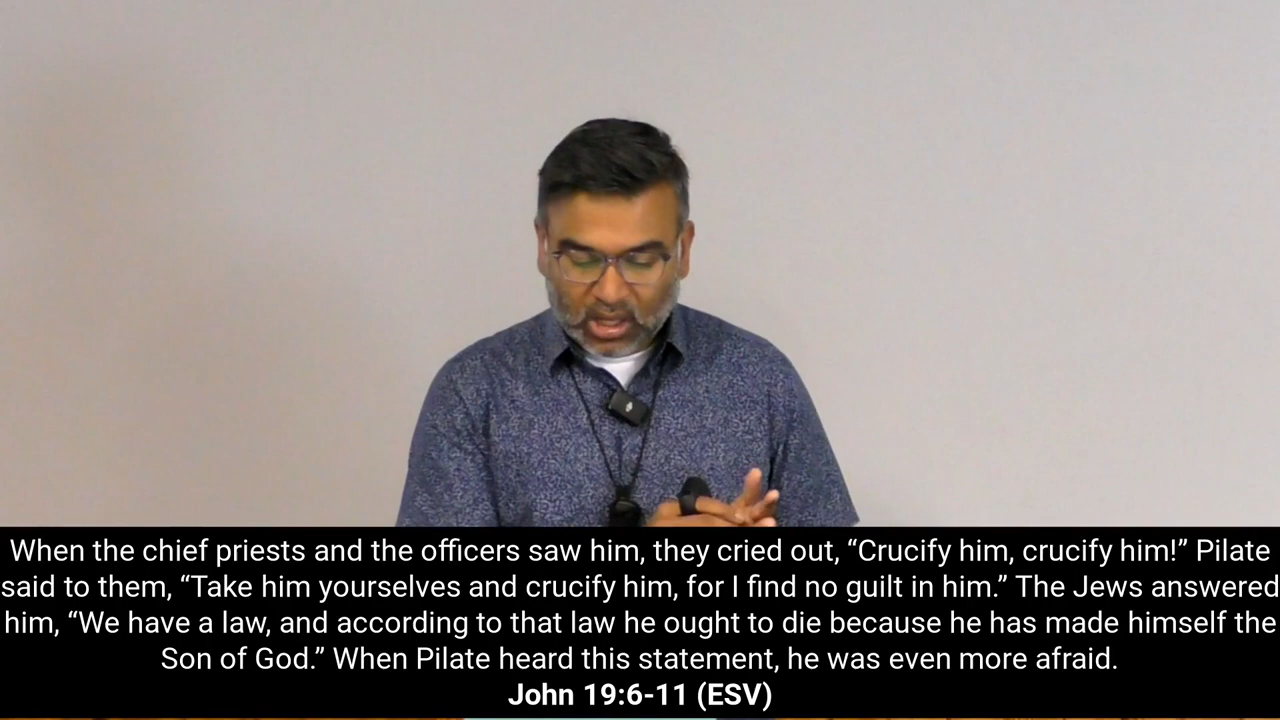 When the chief priests and the officers saw him, they cried out, “Crucify him, crucify him!” Pilate
said to them, “Take him yourselves and crucify him, for I find no guilt in him.” The Jews answered
him, “We have a law, and according to that law he ought to die because he has made himself the
Son of God.” When Pilate heard this statement, he was even more afraid.
John 19:6-11 (ESV)